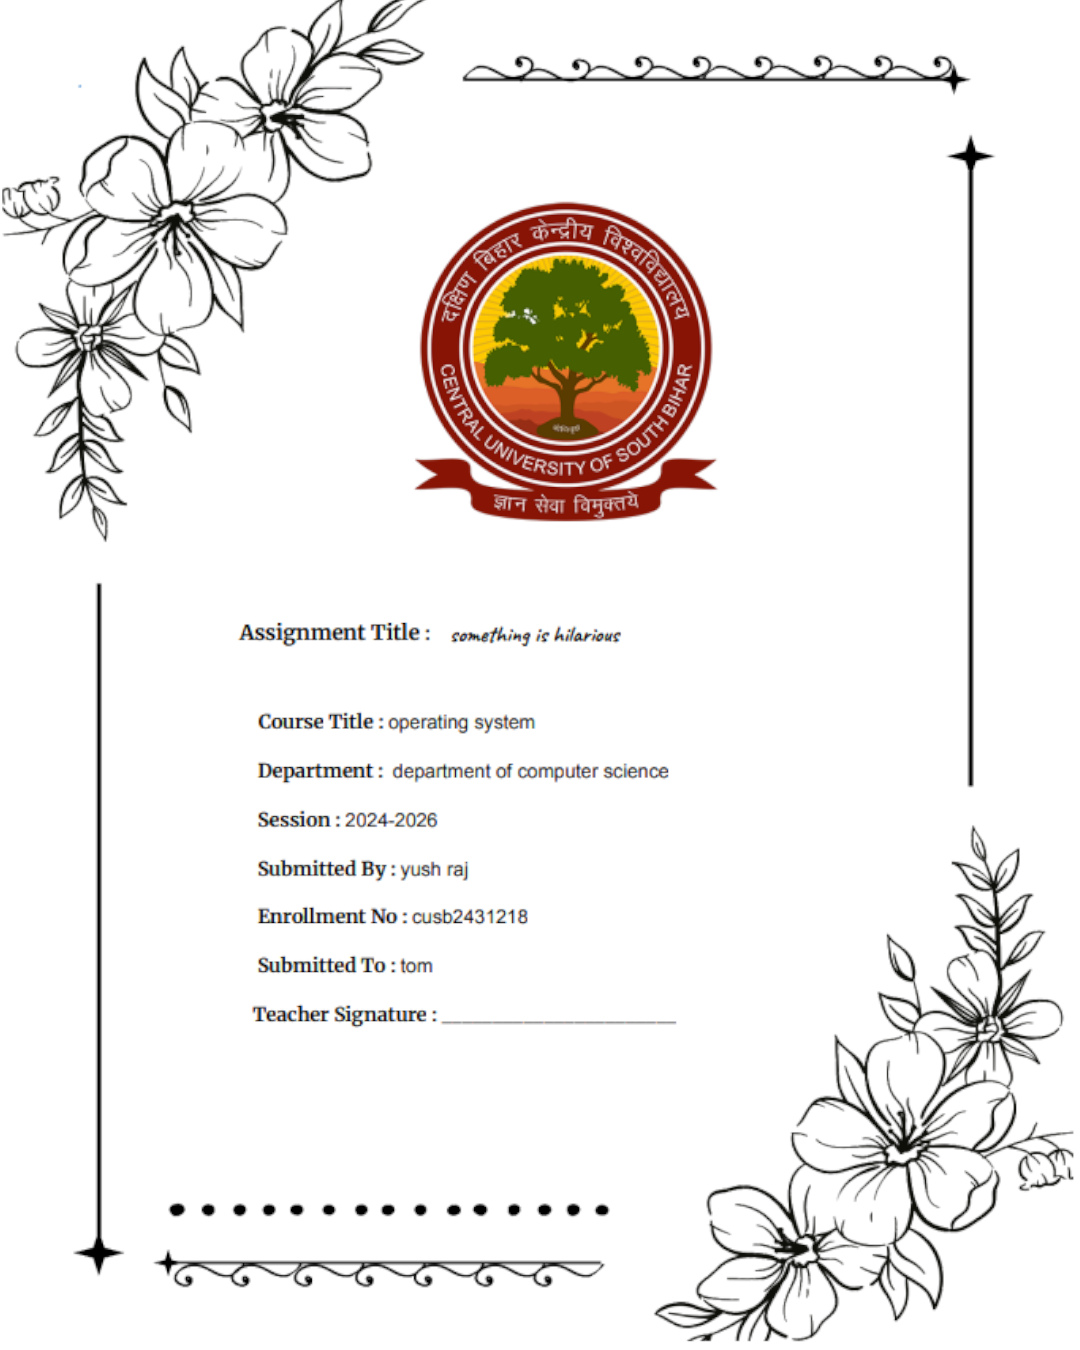 दक्षिण बिहार केन्द्रीय विश्वविद्यालय
CENTRAL UNIVERSITY OF SOUTH BIHAR
ज्ञान सेवा विमुक्तये
Assignment Title : something is hilarious
Course Title : operating system
Department : department of computer science
Session : 2024-2026
Submitted By : yush raj
Enrollment No : cusb2431218
Submitted To : tom
Teacher Signature : ______________________